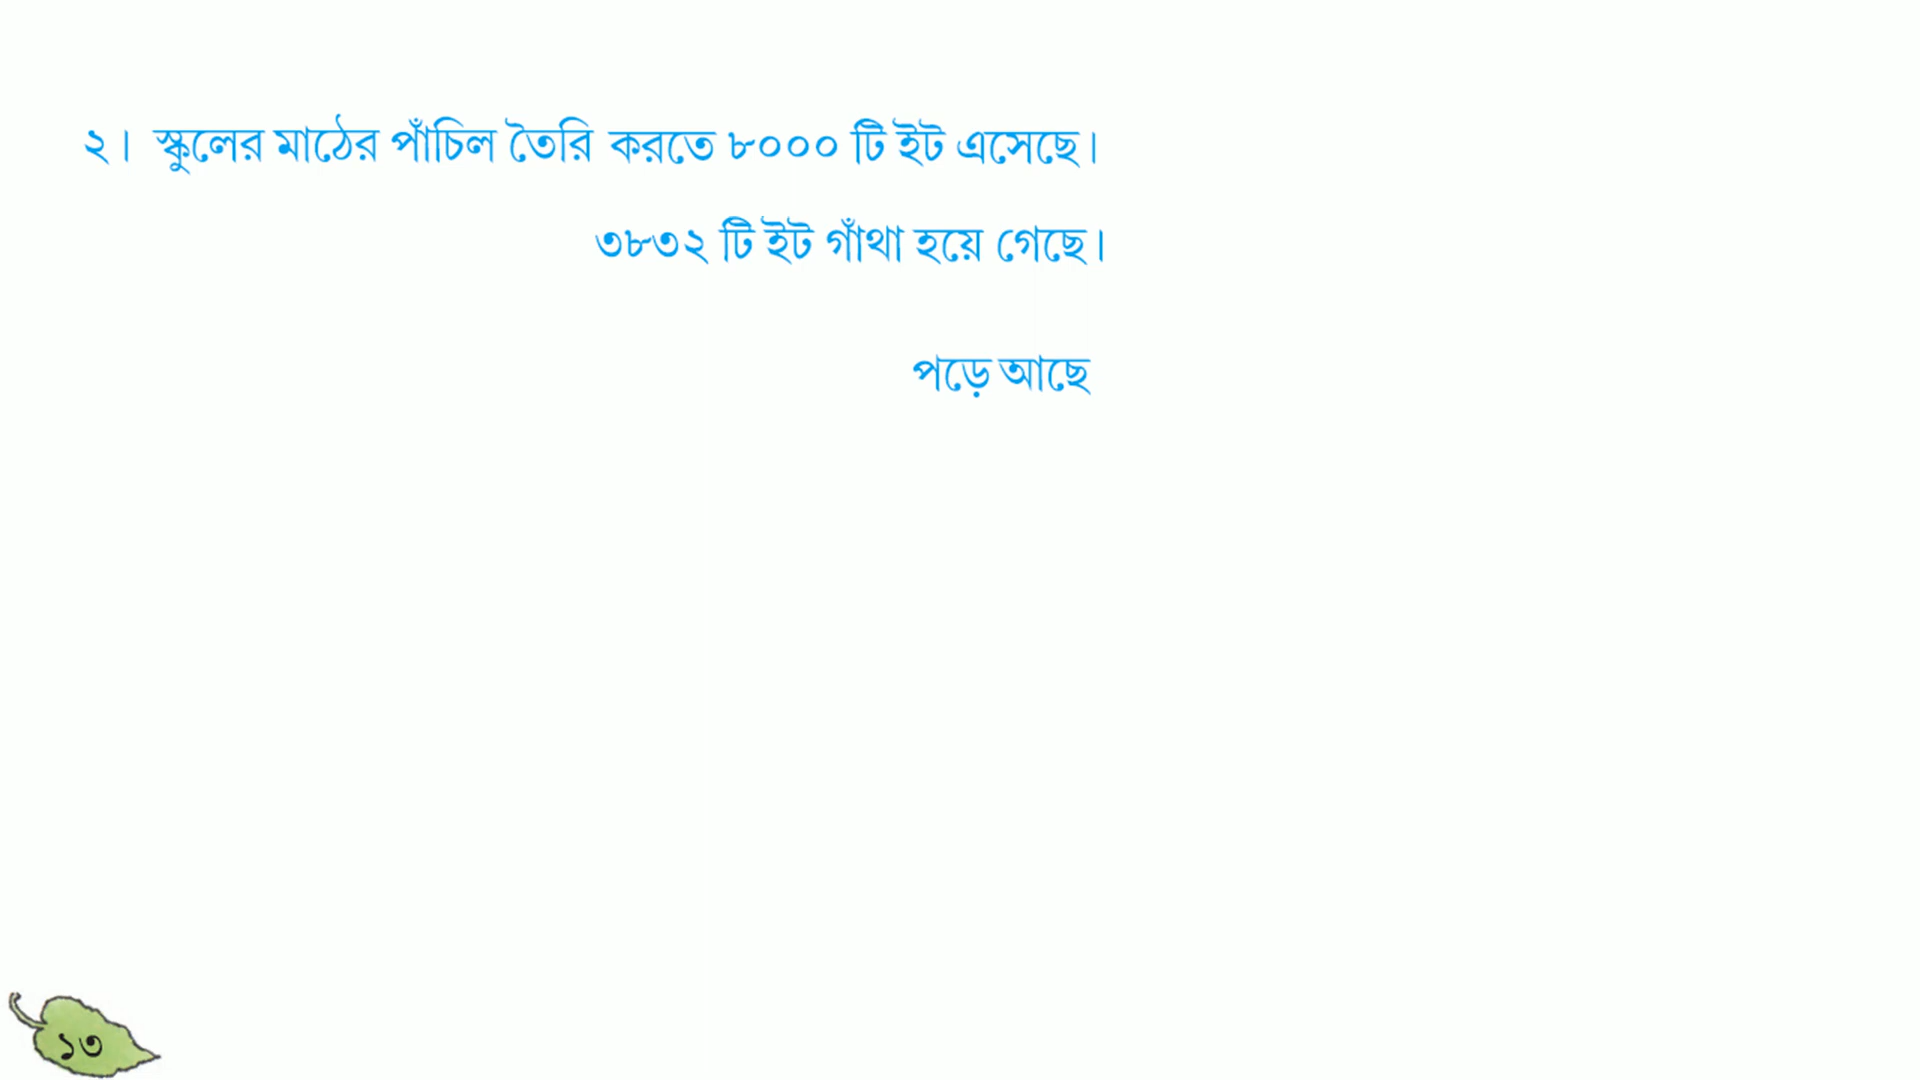 ২। স্কুলের মাঠের পাঁচিল তৈরি করতে ৮০০০ টি ইট এসেছে।
৩৮৩২ টি ইট গাঁথা হয়ে গেছে।
পড়ে আছে
১৩